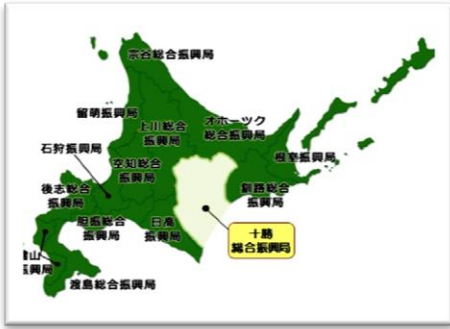 宗谷総合振興局
留萌振興局
上川総合
振興局
オホーツク
総合振興局
石狩振興局
空知総合
振興局
根室振興局
後志総合
振興局
釧路総合
振興局
胆振総合
振興局
日高
振興局
十勝
総合振興局
檜山
振興局
渡島総合振興局